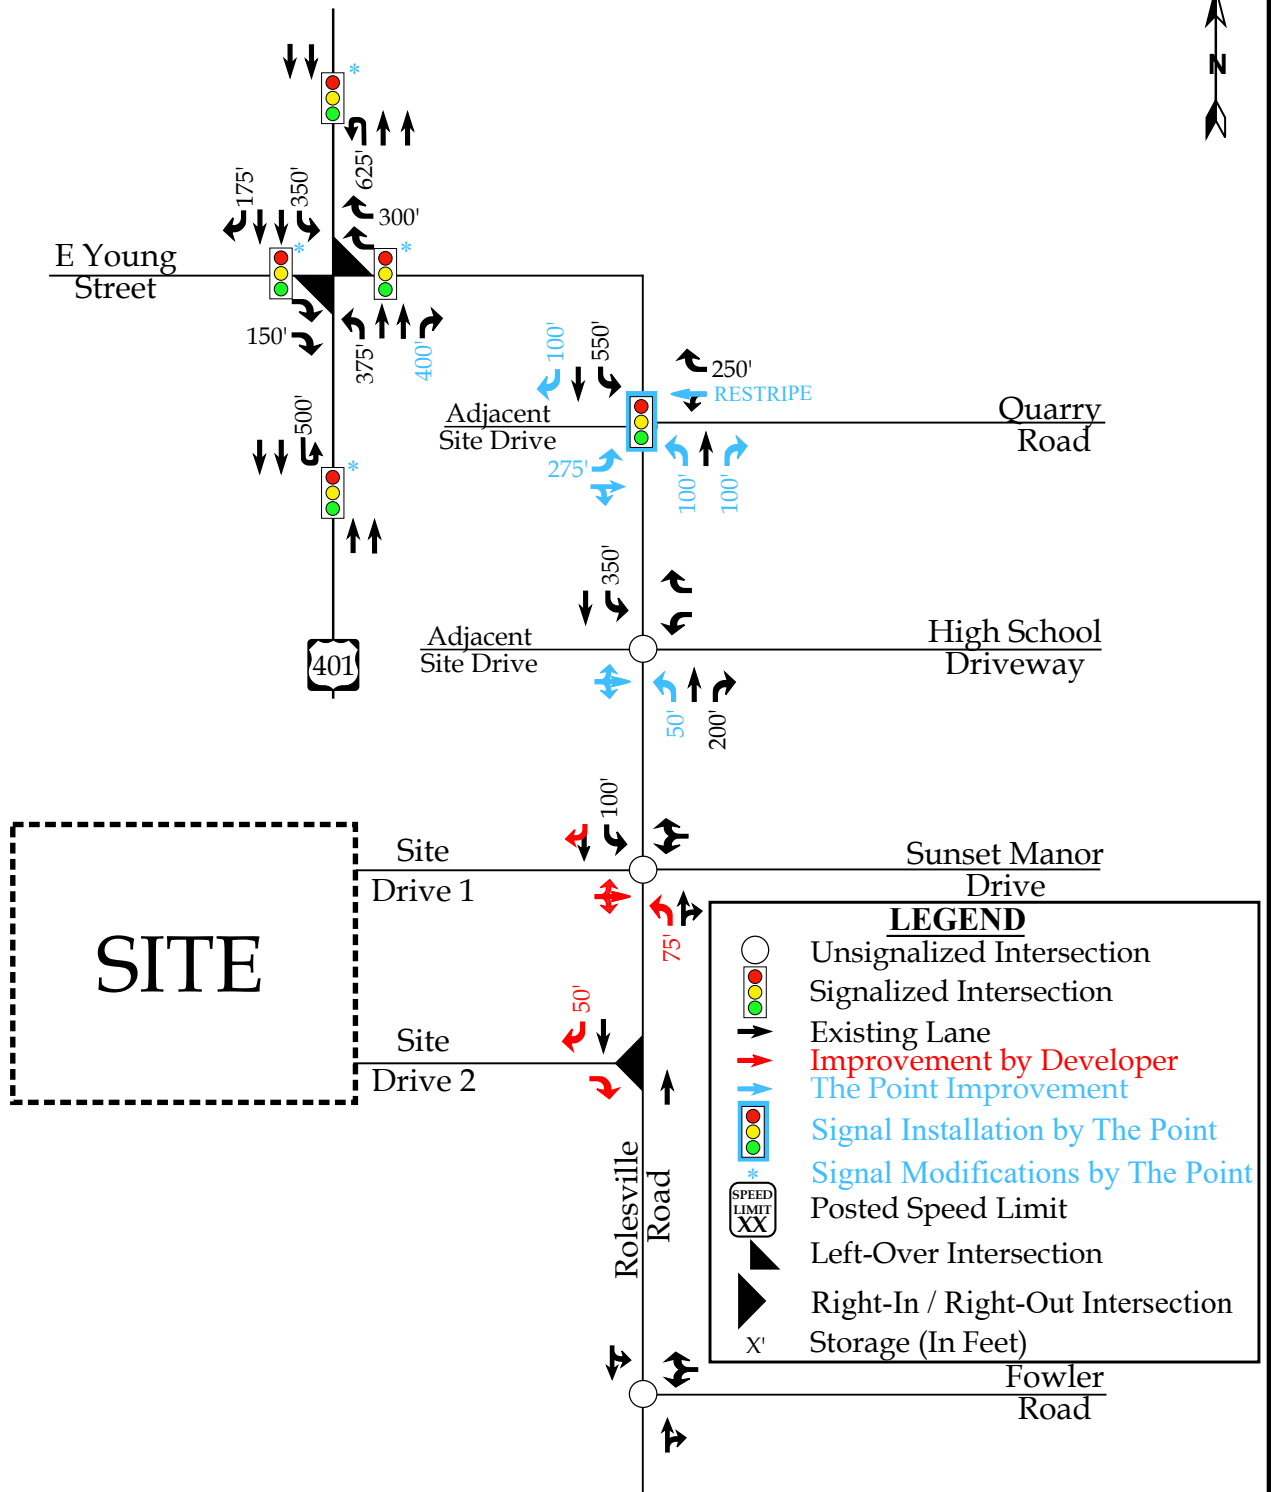 N
*
625'
175'
350'
300'
E Young
Street
*
*
150'
375'
400'
100'
550'
250'
RESTRIPE
Adjacent
Site Drive
Quarry
Road
275'
100'
100'
500'
*
401
350'
Adjacent
Site Drive
High School
Driveway
50'
200'
100'
Site
Drive 1
Sunset Manor
Drive
75'
SITE
50'
Site
Drive 2
Rolesville
Road
LEGEND
Unsignalized Intersection
Signalized Intersection
Existing Lane
Improvement by Developer
The Point Improvement
Signal Installation by The Point
* Signal Modifications by The Point
SPEED
LIMIT
XX
Posted Speed Limit
Left-Over Intersection
Right-In / Right-Out Intersection
X' Storage (In Feet)
Fowler
Road